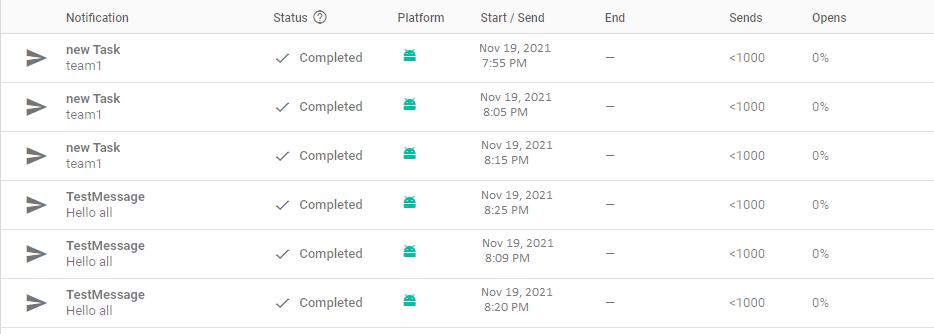 Notification Status Platform Start / Send End Sends Opens
new Task Completed Nov 19, 2021 — <1000 0%
team1 7:55 PM
new Task Completed Nov 19, 2021 — <1000 0%
team1 8:05 PM
new Task Completed Nov 19, 2021 — <1000 0%
team1 8:15 PM
TestMessage Completed Nov 19, 2021 — <1000 0%
Hello all 8:25 PM
TestMessage Completed Nov 19, 2021 — <1000 0%
Hello all 8:09 PM
TestMessage Completed Nov 19, 2021 — <1000 0%
Hello all 8:20 PM